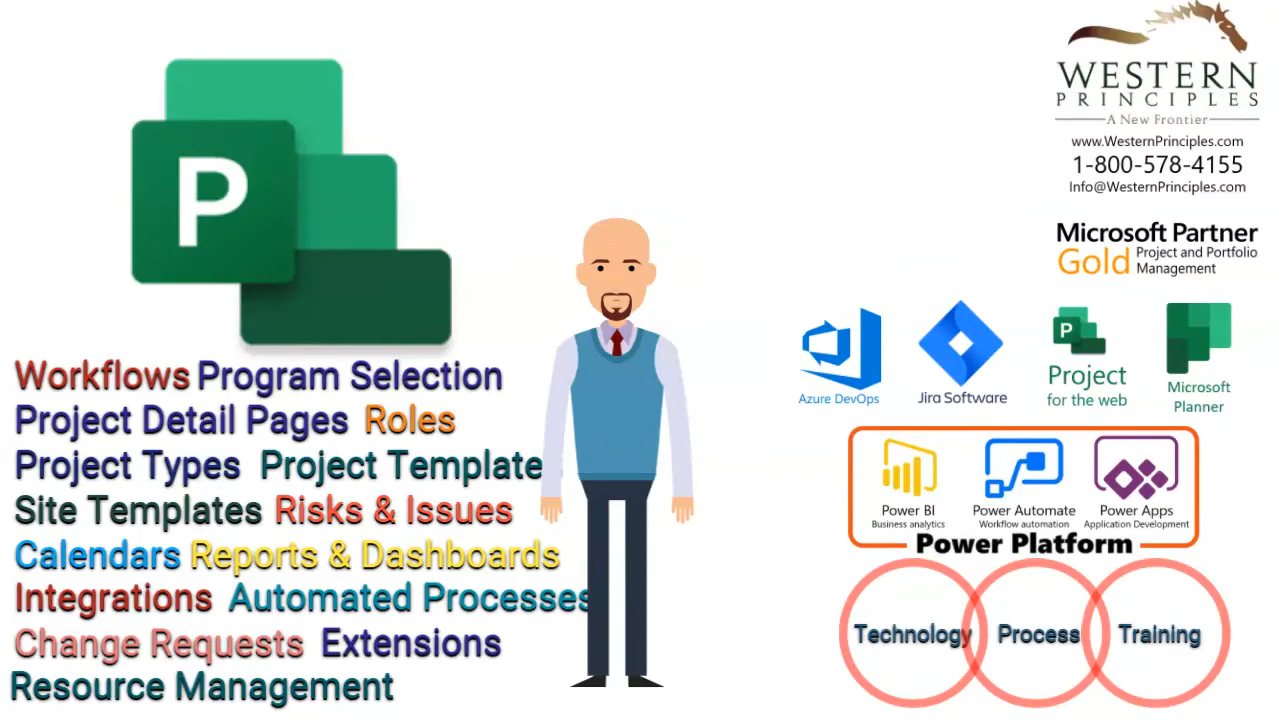 P
Workflows Program Selection
Project Detail Pages Roles
Project Types Project Template
Site Templates Risks & Issues
Calendars Reports & Dashboards
Integrations Automated Processes
Change Requests Extensions
Resource Management
WESTERN
PRINCIPLES
A New Frontier
www.WesternPrinciples.com
1-800-578-4155
Info@WesternPrinciples.com
Microsoft Partner
Gold Project and Portfolio
Management
P
Azure DevOps
Jira Software
Project
for the web
Microsoft
Planner
Power BI
Business analytics
Power Automate
Workflow automation
Power Apps
Application Development
Power Platform
Technology Process Training